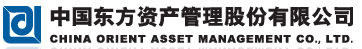 中国东方资产管理股份有限公司
CHINA ORIENT ASSET MANAGEMENT CO., LTD.